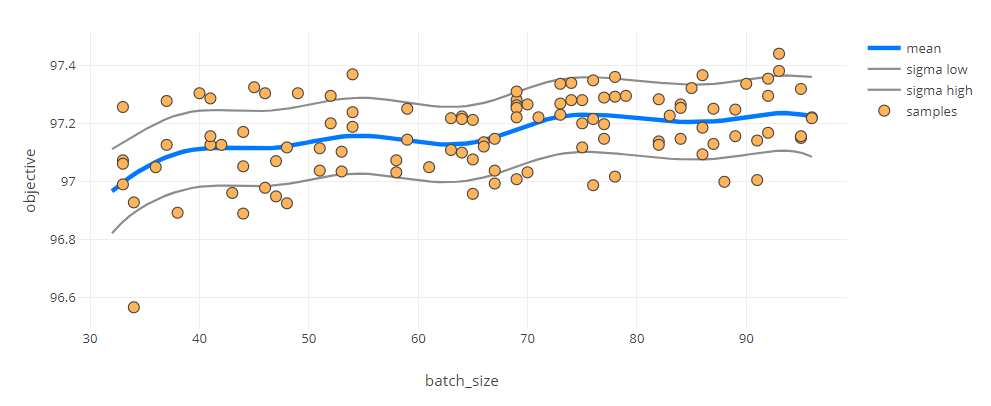 objective
97.4
97.2
97
96.8
96.6
30 40 50 60 70 80 90
batch_size
mean
sigma low
sigma high
samples